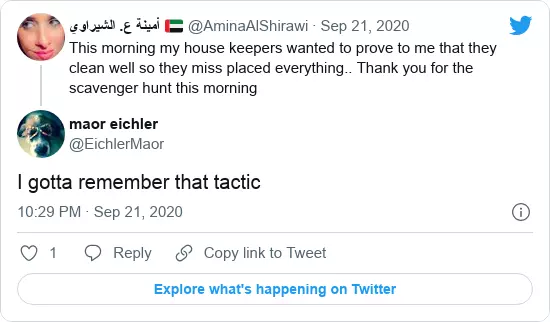 أمينة ع. الشيراوي 🇦🇪 @AminaAlShirawi · Sep 21, 2020
This morning my house keepers wanted to prove to me that they
clean well so they miss placed everything.. Thank you for the
scavenger hunt this morning
maor eichler
@EichlerMaor
I gotta remember that tactic
10:29 PM · Sep 21, 2020
1 Reply Copy link to Tweet
Explore what's happening on Twitter